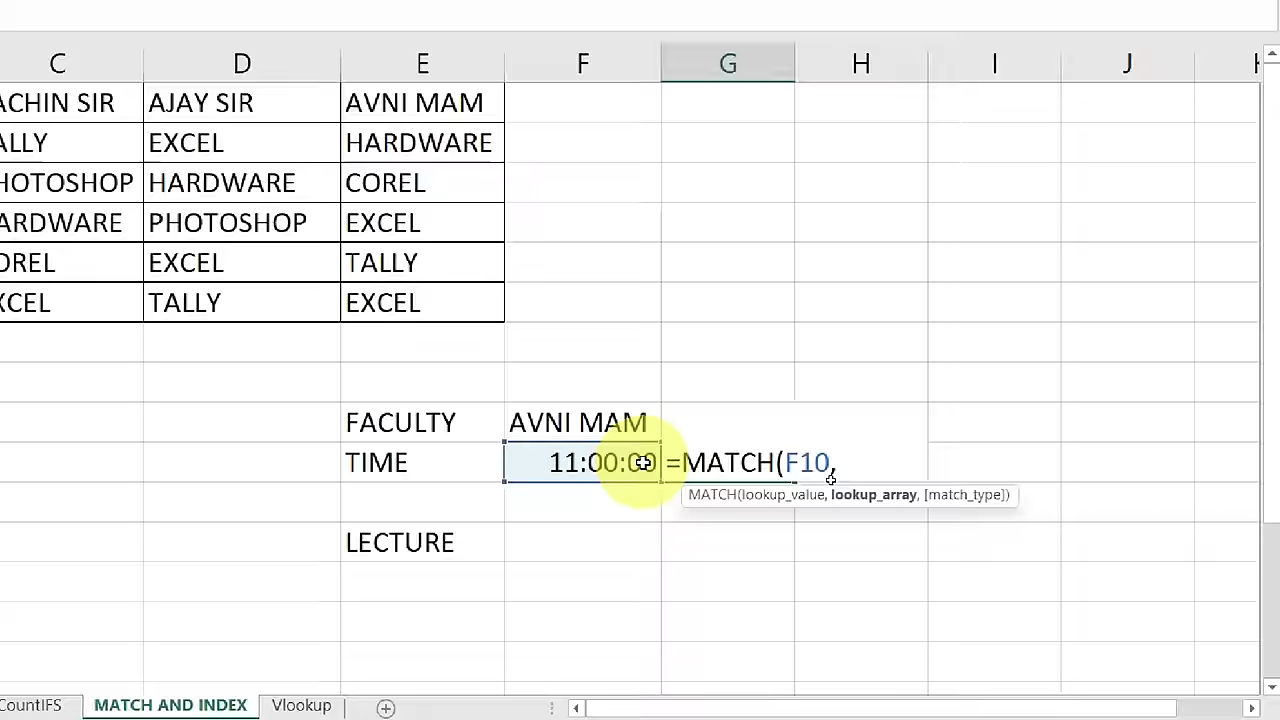 C D E F G H I J
ACHIN SIR AJAY SIR AVNI MAM
ALLY EXCEL HARDWARE
HOTOSHOP HARDWARE COREL
ARDWARE PHOTOSHOP EXCEL
OREL EXCEL TALLY
XCEL TALLY EXCEL
FACULTY AVNI MAM
TIME 11:00:00 =MATCH(F10,
MATCH(lookup_value, lookup_array, [match_type])
LECTURE
CountIFS MATCH AND INDEX Vlookup